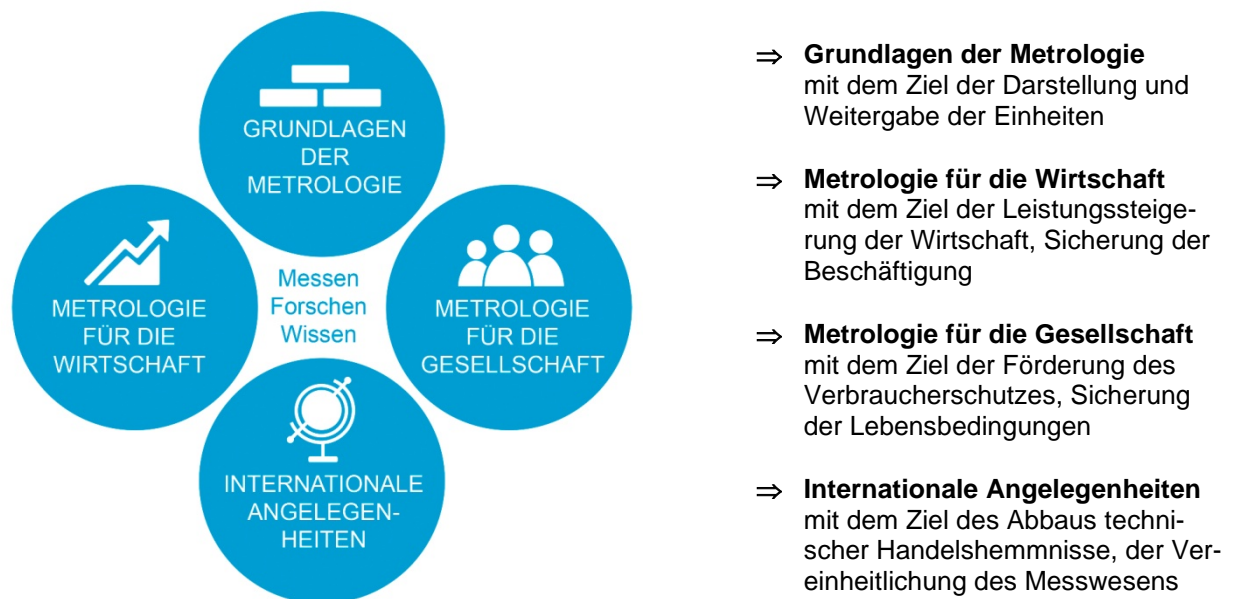 GRUNDLAGEN
DER
METROLOGIE
METROLOGIE
FÜR DIE
WIRTSCHAFT
Messen
Forschen
Wissen
METROLOGIE
FÜR DIE
GESELLSCHAFT
INTERNATIONALE
ANGELEGEN-
HEITEN
⇒ Grundlagen der Metrologie
mit dem Ziel der Darstellung und
Weitergabe der Einheiten
⇒ Metrologie für die Wirtschaft
mit dem Ziel der Leistungssteige-
rung der Wirtschaft, Sicherung der
Beschäftigung
⇒ Metrologie für die Gesellschaft
mit dem Ziel der Förderung des
Verbraucherschutzes, Sicherung
der Lebensbedingungen
⇒ Internationale Angelegenheiten
mit dem Ziel des Abbaus techni-
scher Handelshemmnisse, der Ver-
einheitlichung des Messwesens